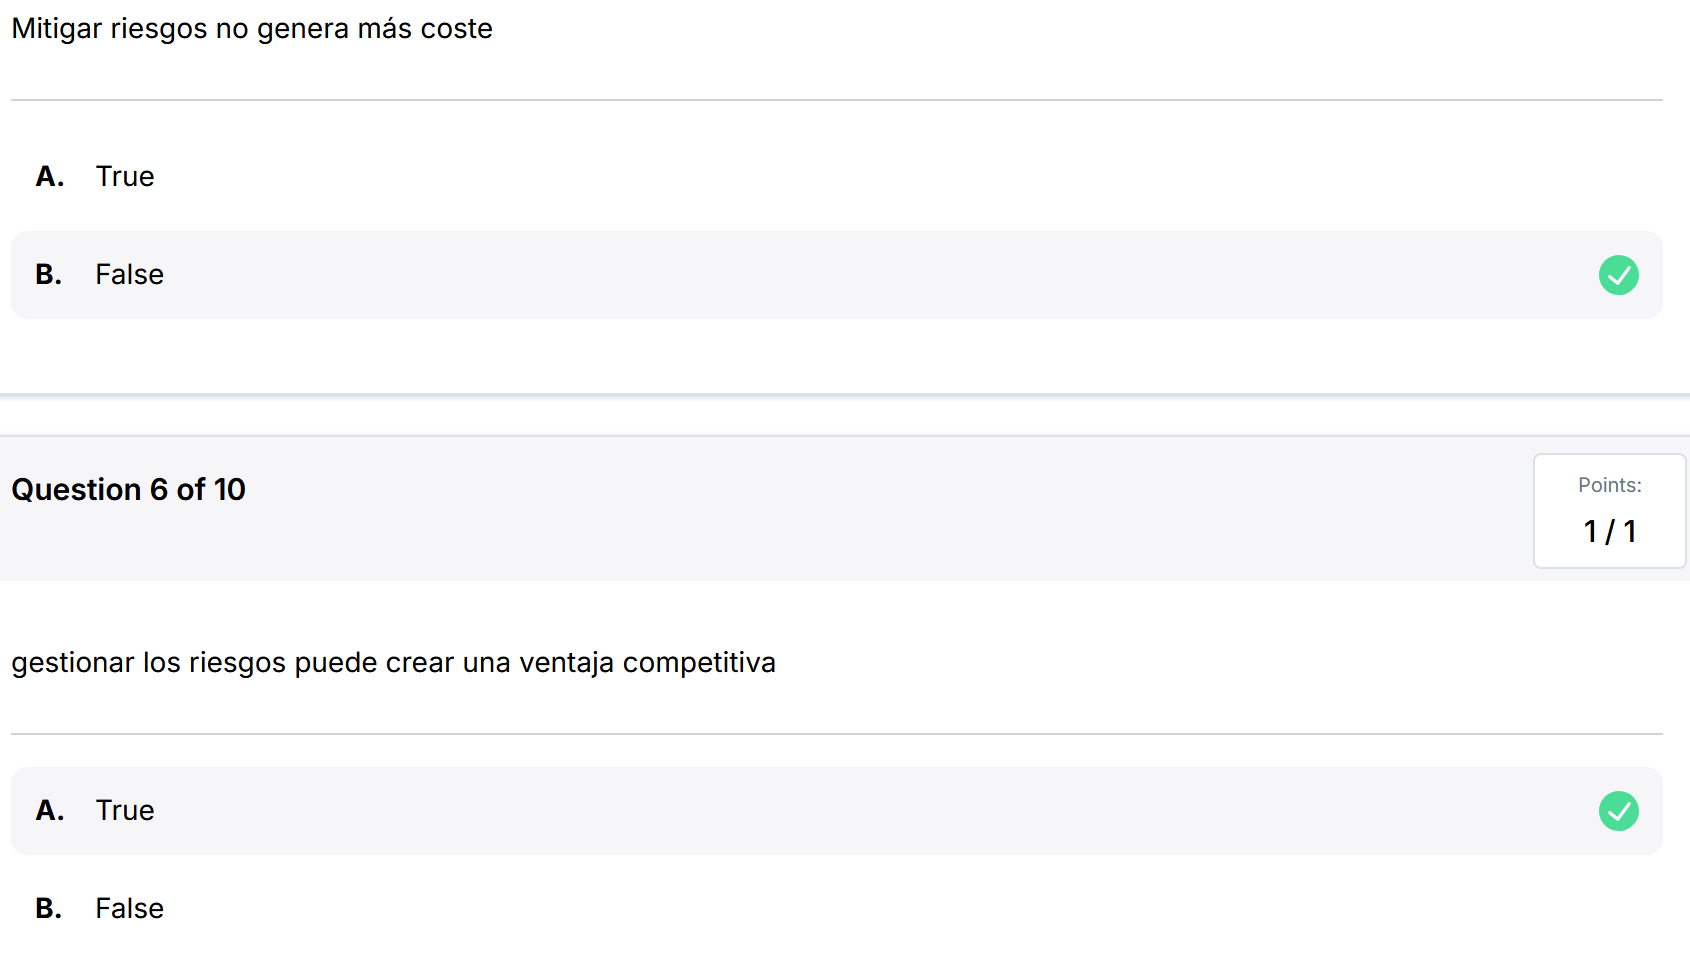 Mitigar riesgos no genera más coste
A. True
B. False
Question 6 of 10
Points:
1 / 1
gestionar los riesgos puede crear una ventaja competitiva
A. True
B. False